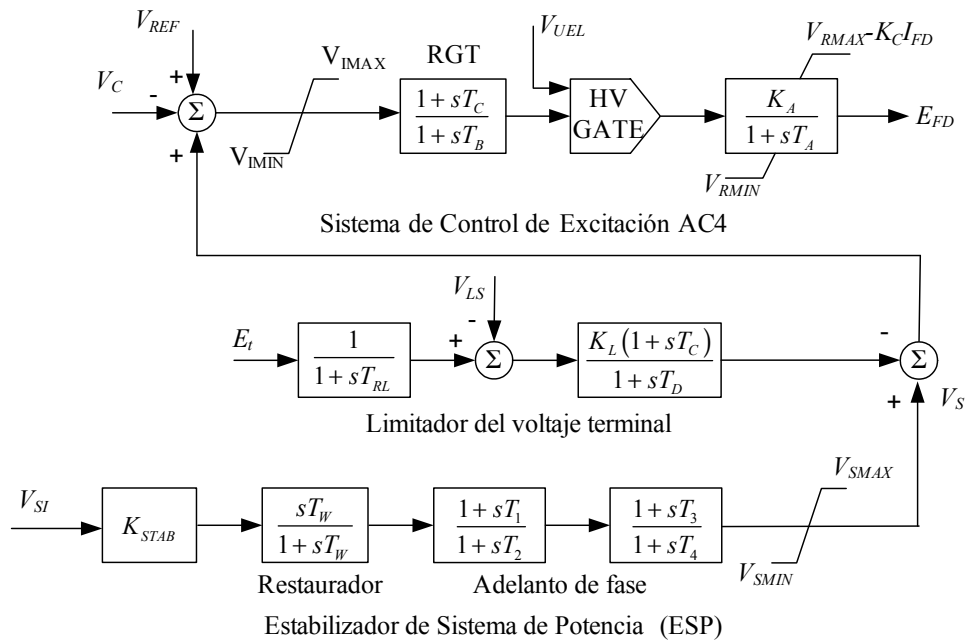 V_REF
V_C
+
-
+
Σ
V_IMAX
V_IMIN
RGT
1 + sT_C
1 + sT_B
V_UEL
HV
GATE
V_RMAX-K_C I_FD
K_A
1 + sT_A
V_RMIN
E_FD
Sistema de Control de Excitación AC4
E_t
1
1 + sT_RL
V_LS
-
+
Σ
K_L (1 + sT_C)
1 + sT_D
-
-
Σ
+
V_S
Limitador del voltaje terminal
V_SI
K_STAB
sT_W
1 + sT_W
1 + sT_1
1 + sT_2
1 + sT_3
1 + sT_4
V_SMAX
V_SMIN
Restaurador
Adelanto de fase
Estabilizador de Sistema de Potencia (ESP)